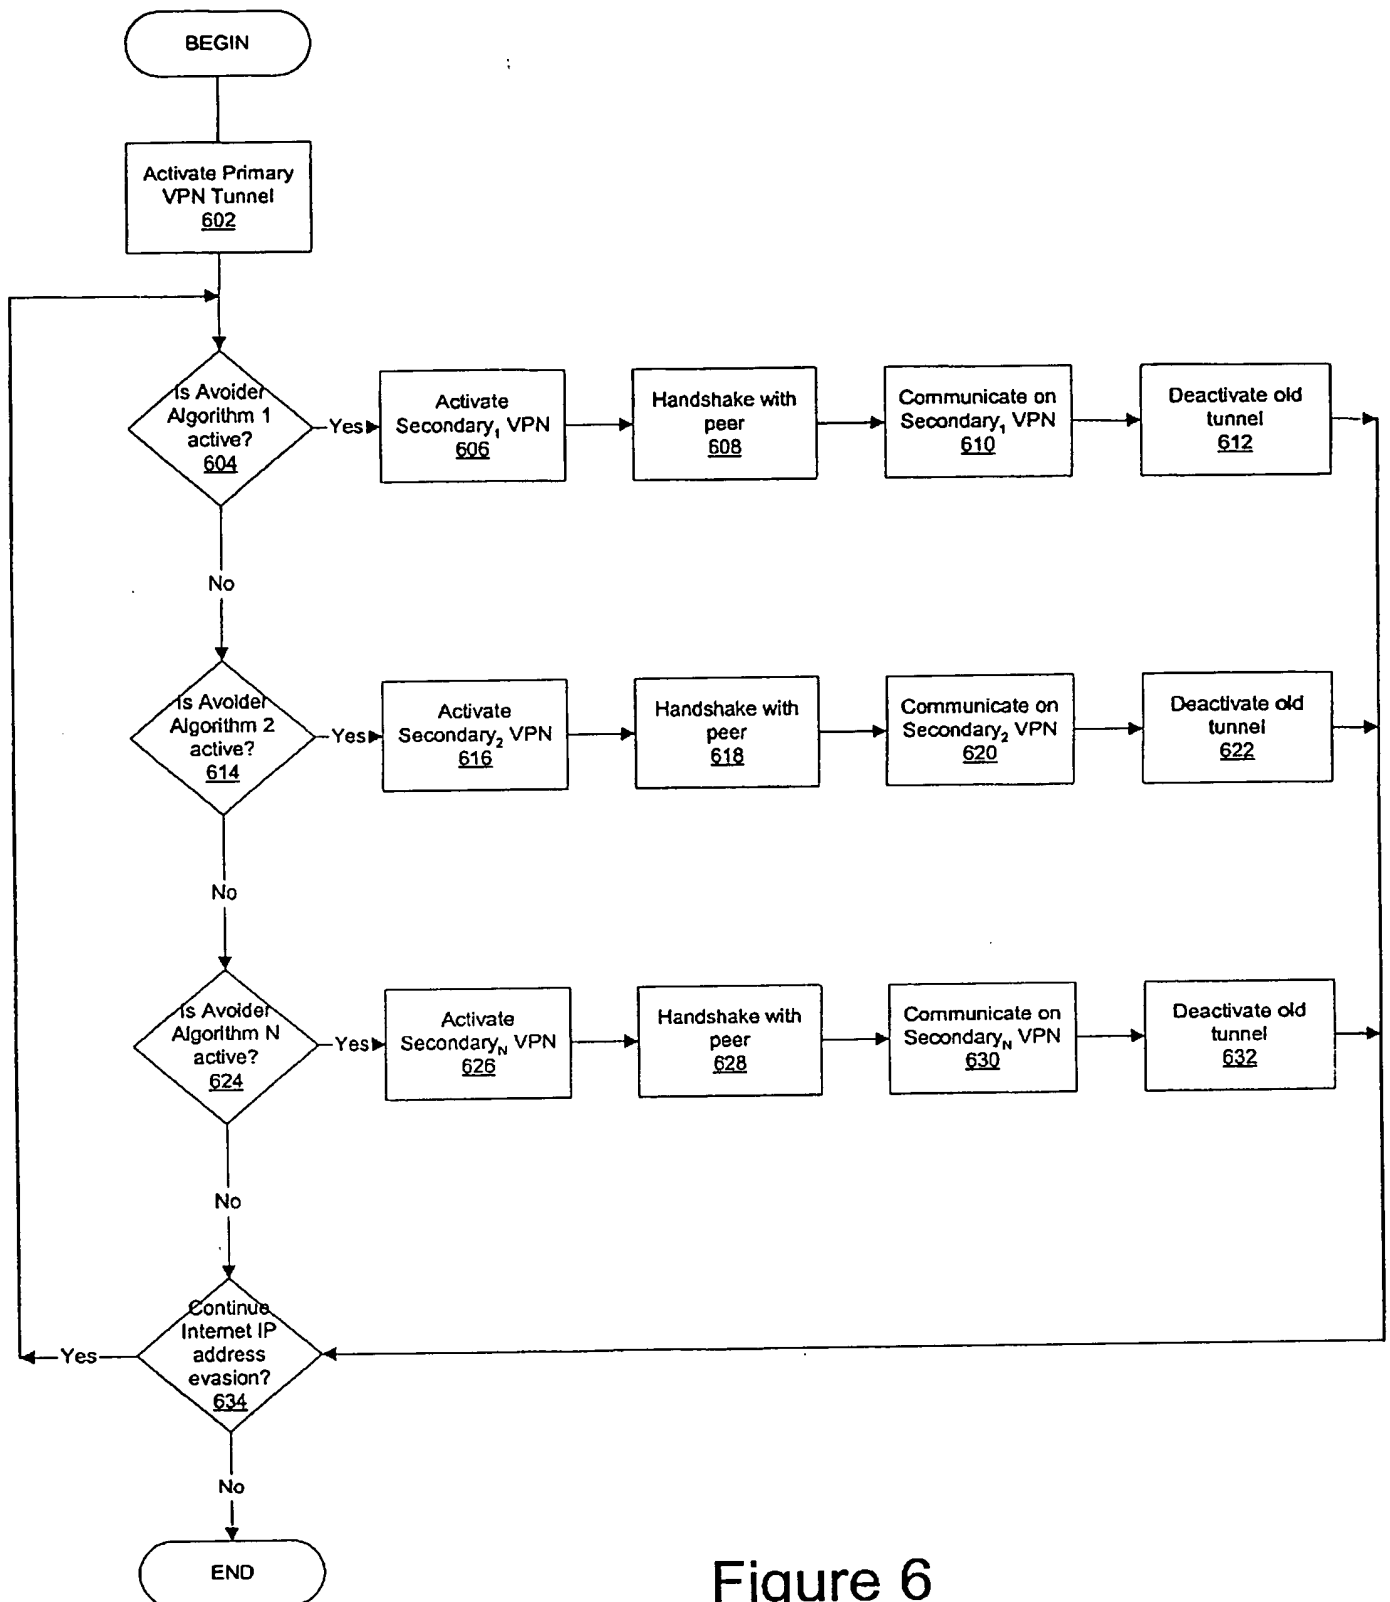 BEGIN
Activate Primary
VPN Tunnel
602
Is Avoider
Algorithm 1
active?
604
Yes
Activate
Secondary₁ VPN
606
Handshake with
peer
608
Communicate on
Secondary₁ VPN
610
Deactivate old
tunnel
612
No
Is Avoider
Algorithm 2
active?
614
Yes
Activate
Secondary₂ VPN
616
Handshake with
peer
618
Communicate on
Secondary₂ VPN
620
Deactivate old
tunnel
622
No
Is Avoider
Algorithm N
active?
624
Yes
Activate
Secondary_N VPN
626
Handshake with
peer
628
Communicate on
Secondary_N VPN
630
Deactivate old
tunnel
632
No
Continue
Internet IP
address
evasion?
634
Yes
No
END
Figure 6